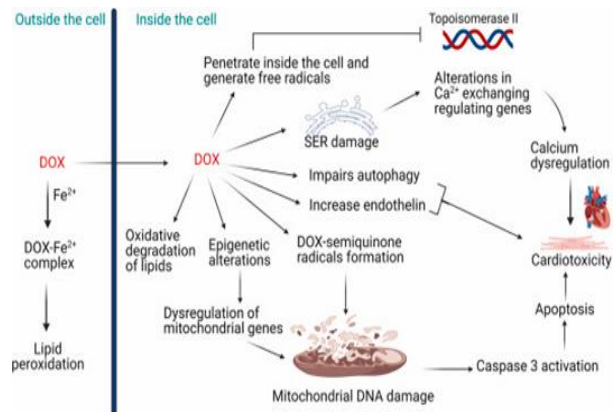 Outside the cell
Inside the cell
Topoisomerase II
Penetrate inside the cell and
generate free radicals
Alterations in
Ca²⁺ exchanging
regulating genes
SER damage
DOX
DOX
Calcium
dysregulation
Impairs autophagy
Fe²⁺
Increase endothelin
Oxidative
degradation
of lipids
Epigenetic
alterations
DOX-semiquinone
radicals formation
DOX-Fe²⁺
complex
Cardiotoxicity
Dysregulation of
mitochondrial genes
Apoptosis
Lipid
peroxidation
Caspase 3 activation
Mitochondrial DNA damage